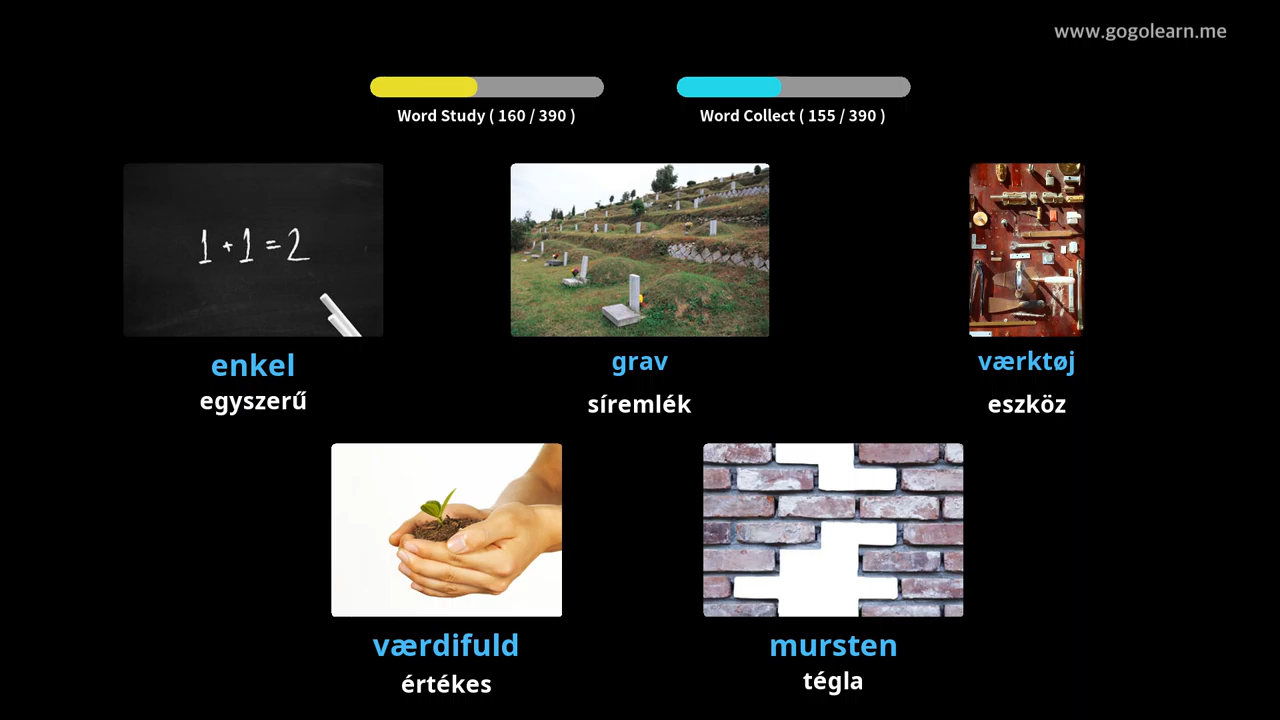 www.gogolearn.me
Word Study ( 160 / 390 )
Word Collect ( 155 / 390 )
1 + 1 = 2
enkel
egyszerű
grav
síremlék
værktøj
eszköz
værdifuld
értékes
mursten
tégla